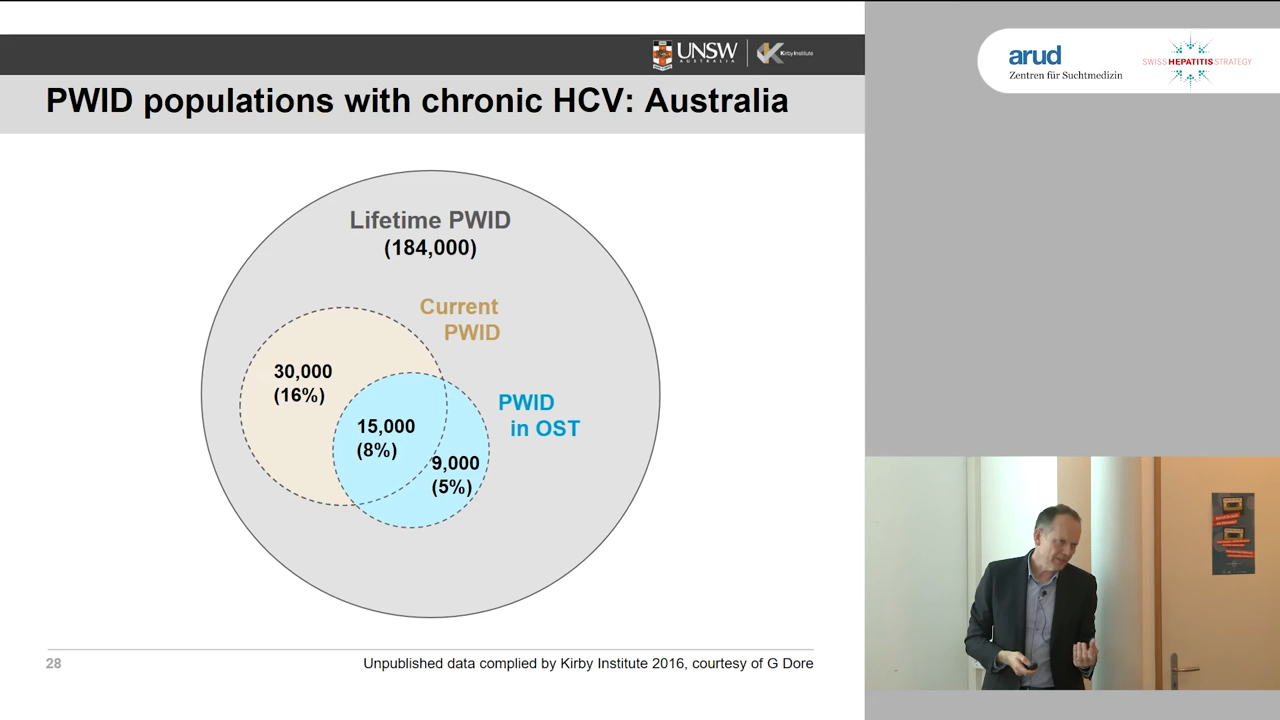 UNSW
AUSTRALIA
Kirby Institute
arud
Zentren für Suchtmedizin
SWISS HEPATITIS STRATEGY
PWID populations with chronic HCV: Australia
Lifetime PWID
(184,000)
Current
PWID
30,000
(16%)
PWID
in OST
15,000
(8%)
9,000
(5%)
28
Unpublished data complied by Kirby Institute 2016, courtesy of G Dore